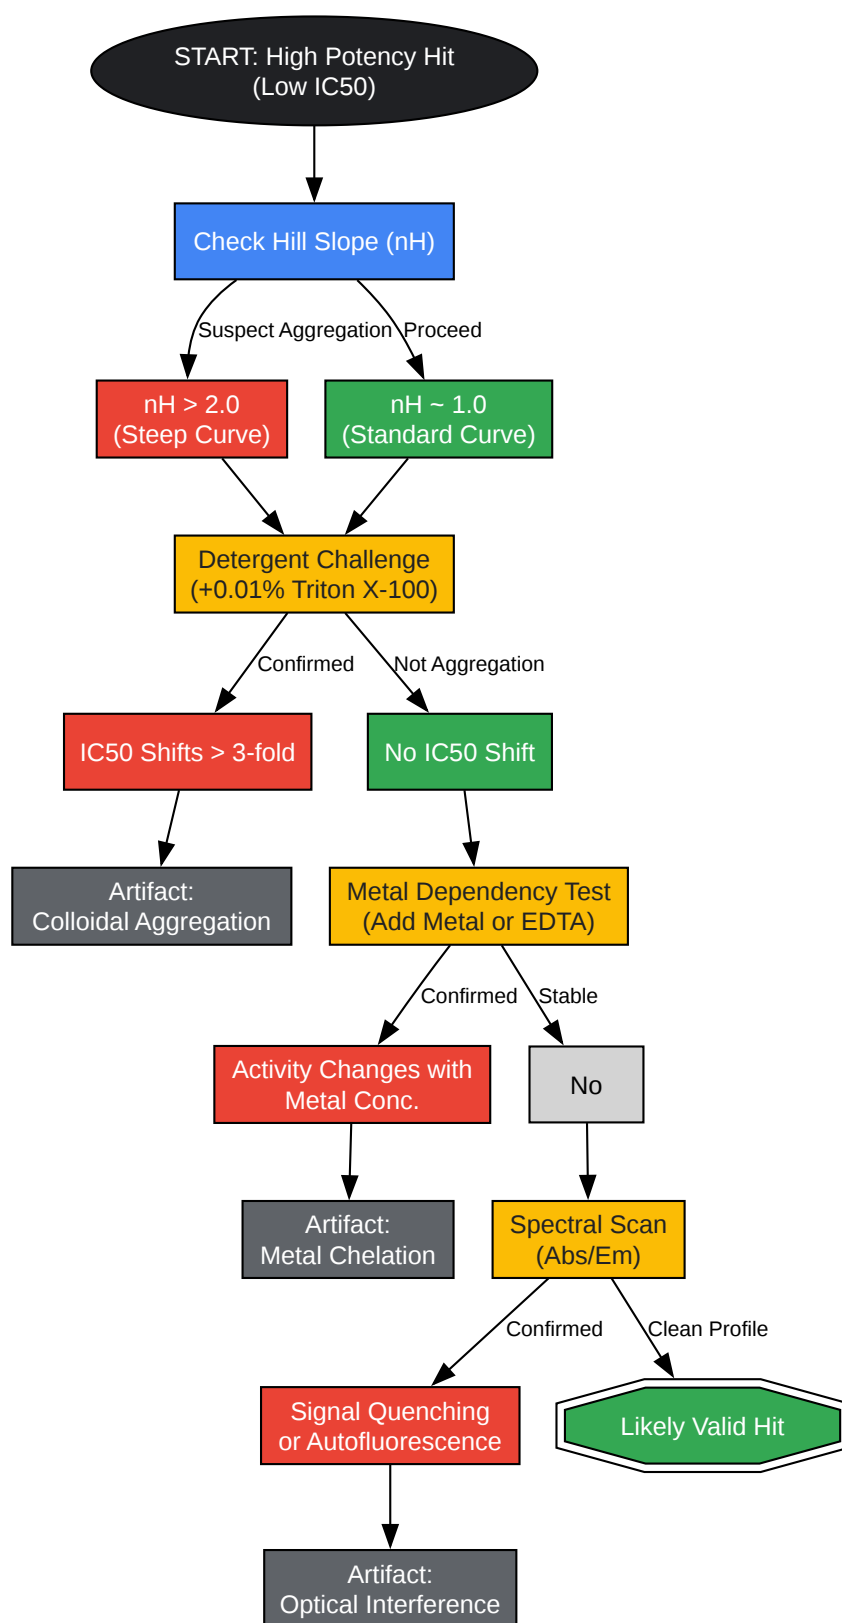 START: High Potency Hit
(Low IC50)
Check Hill Slope (nH)
Suspect Aggregation
Proceed
nH > 2.0
(Steep Curve)
nH ~ 1.0
(Standard Curve)
Detergent Challenge
(+0.01% Triton X-100)
Confirmed
Not Aggregation
IC50 Shifts > 3-fold
No IC50 Shift
Artifact:
Colloidal Aggregation
Metal Dependency Test
(Add Metal or EDTA)
Confirmed
Stable
Activity Changes with
Metal Conc.
No
Artifact:
Metal Chelation
Spectral Scan
(Abs/Em)
Confirmed
Clean Profile
Signal Quenching
or Autofluorescence
Likely Valid Hit
Artifact:
Optical Interference